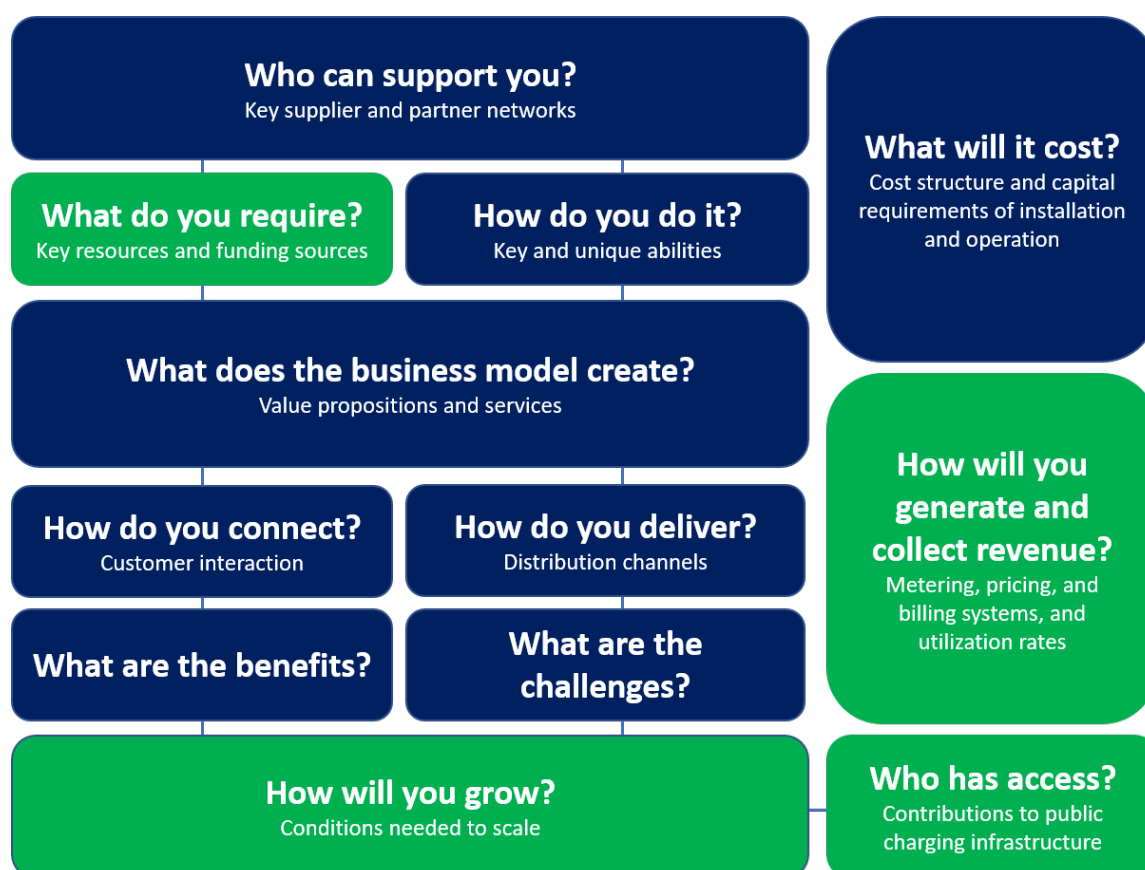 Who can support you?
Key supplier and partner networks
What do you require?
Key resources and funding sources
How do you do it?
Key and unique abilities
What does the business model create?
Value propositions and services
How do you connect?
Customer interaction
How do you deliver?
Distribution channels
What are the benefits?
What are the
challenges?
How will you grow?
Conditions needed to scale
What will it cost?
Cost structure and capital
requirements of installation
and operation
How will you
generate and
collect revenue?
Metering, pricing, and
billing systems, and
utilization rates
Who has access?
Contributions to public
charging infrastructure